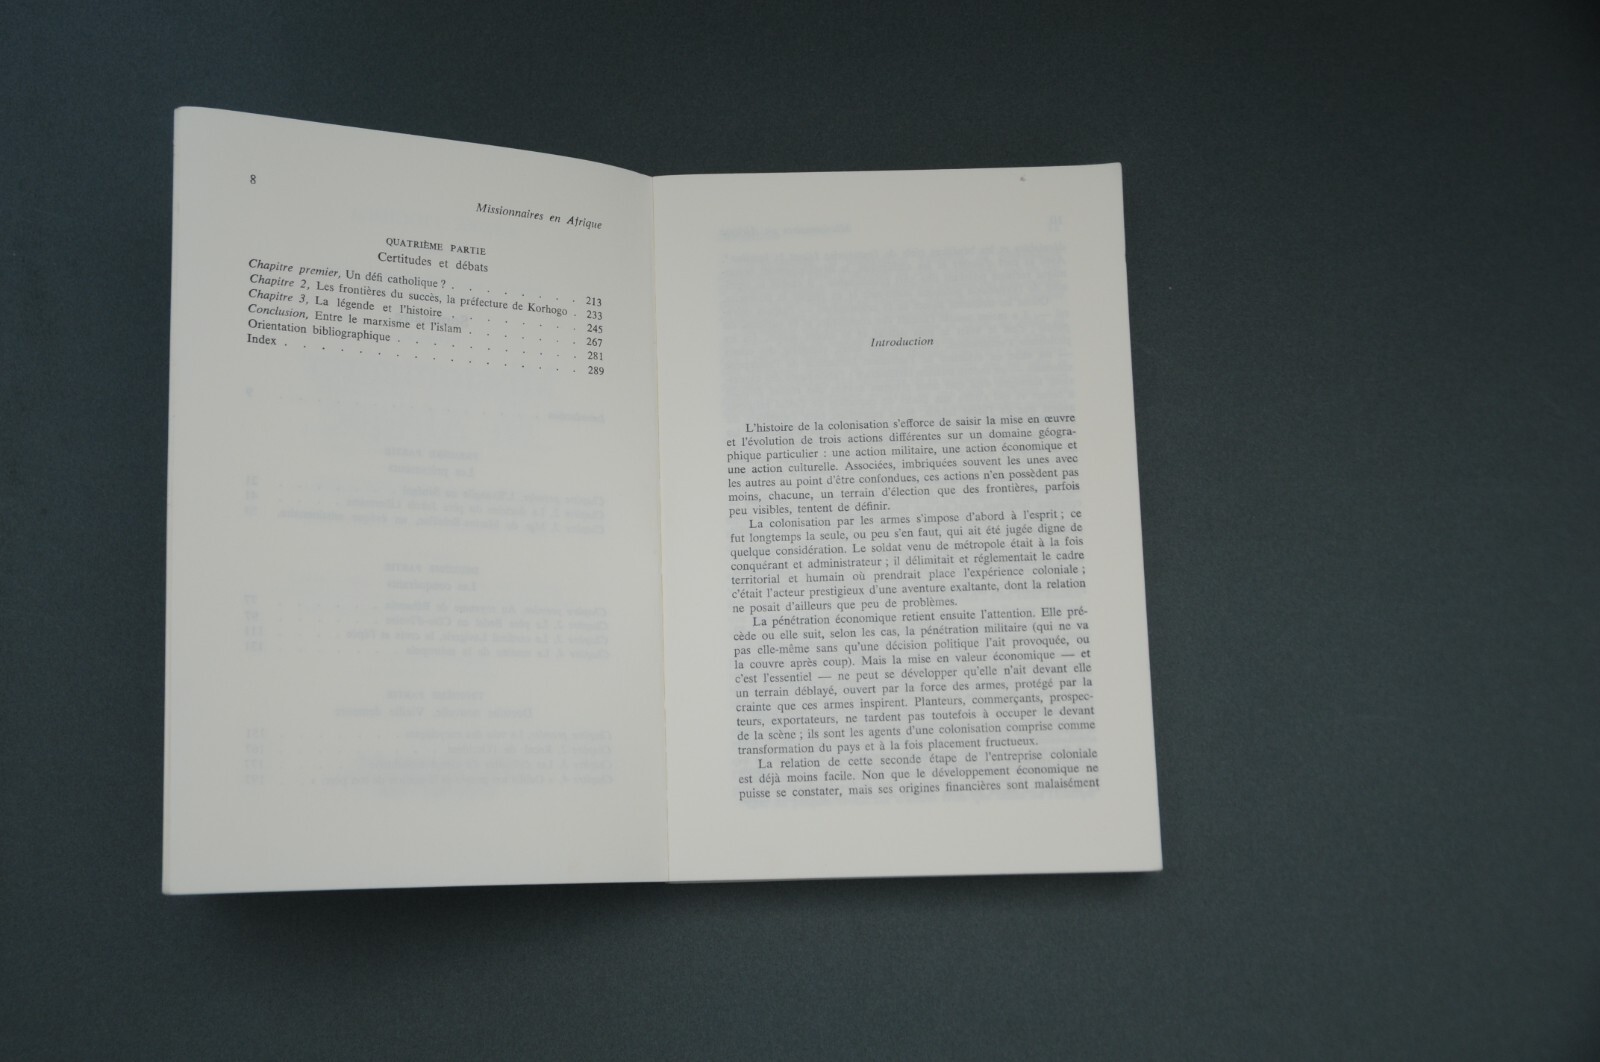 8
Missionnaires en Afrique
QUATRIÈME PARTIE
Certitudes et débats
Chapitre premier, Un défi catholique ? . . . . . . . . 213
Chapitre 2, Les frontières du succès, la préfecture de Korhogo . 233
Chapitre 3, La légende et l'histoire . . . . . . . . 245
Conclusion, Entre le marxisme et l'islam . . . . . . . 267
Orientation bibliographique . . . . . . . . . . 281
Index . . . . . . . . . . . . . . . . 289
Introduction
L'histoire de la colonisation s'efforce de saisir la mise en œuvre
et l'évolution de trois actions différentes sur un domaine géogra-
phique particulier : une action militaire, une action économique et
une action culturelle. Associées, imbriquées souvent les unes avec
les autres au point d'être confondues, ces actions n'en possèdent pas
moins, chacune, un terrain d'élection que des frontières, parfois
peu visibles, tentent de définir.
La colonisation par les armes s'impose d'abord à l'esprit ; ce
fut longtemps la seule, ou peu s'en faut, qui ait été jugée digne de
quelque considération. Le soldat venu de métropole était à la fois
conquérant et administrateur ; il délimitait et réglementait le cadre
territorial et humain où prendrait place l'expérience coloniale ;
c'était l'acteur prestigieux d'une aventure exaltante, dont la relation
ne posait d'ailleurs que peu de problèmes.
La pénétration économique retient ensuite l'attention. Elle pré-
cède ou elle suit, selon les cas, la pénétration militaire (qui ne va
pas elle-même sans qu'une décision politique l'ait provoquée, ou
la couvre après coup). Mais la mise en valeur économique — et
c'est l'essentiel — ne peut se développer qu'elle n'ait devant elle
un terrain déblayé, ouvert par la force des armes, protégé par la
crainte que ces armes inspirent. Planteurs, commerçants, prospec-
teurs, exportateurs, ne tardent pas toutefois à occuper le devant
de la scène ; ils sont les agents d'une colonisation comprise comme
transformation du pays et à la fois placement fructueux.
La relation de cette seconde étape de l'entreprise coloniale
est déjà moins facile. Non que le développement économique ne
puisse se constater, mais ses origines financières sont malaisément